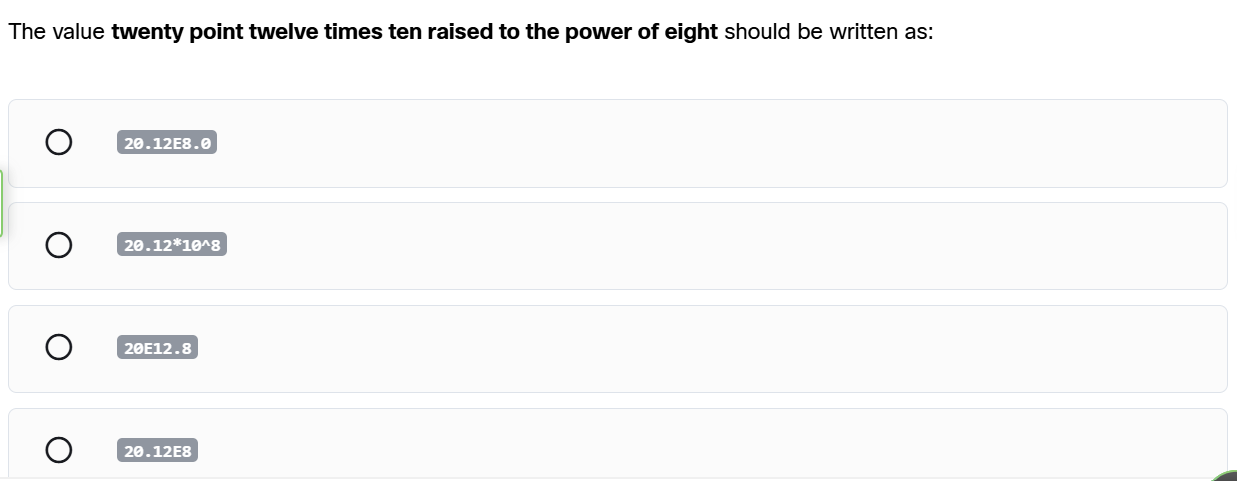 The value twenty point twelve times ten raised to the power of eight should be written as:
20.12E8.0
20.12*10^8
20E12.8
20.12E8